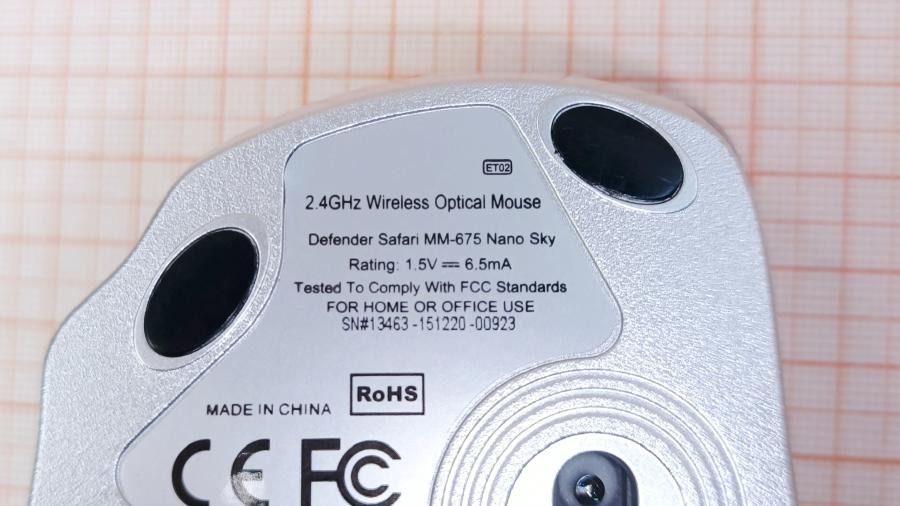 ET02
2.4GHz Wireless Optical Mouse
Defender Safari MM-675 Nano Sky
Rating: 1.5V ⎓ 6.5mA
Tested To Comply With FCC Standards
FOR HOME OR OFFICE USE
SN#13463-151220-00923
MADE IN CHINA RoHS
CE FC